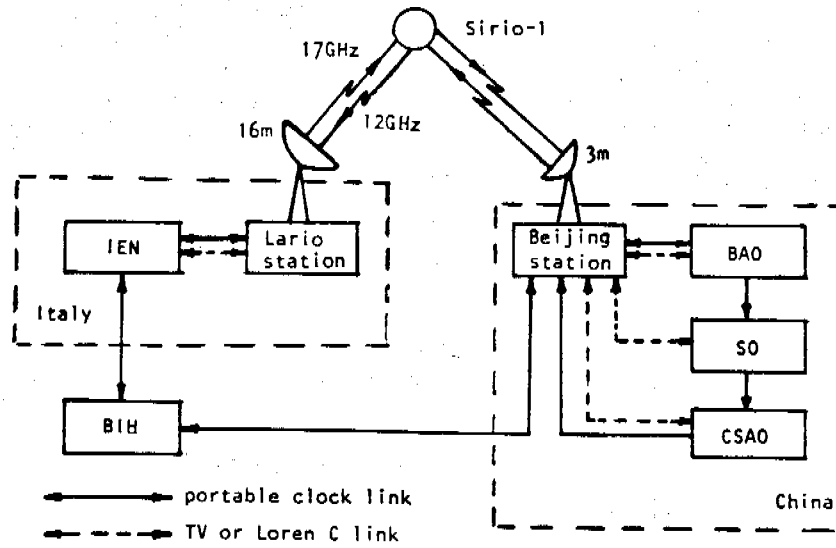 Sirio-1
17GHz
12GHz
16m
3m
IEN
Lario
station
Italy
BIH
Beijing
station
BAO
SO
CSAO
China
portable clock link
TV or Loren C link